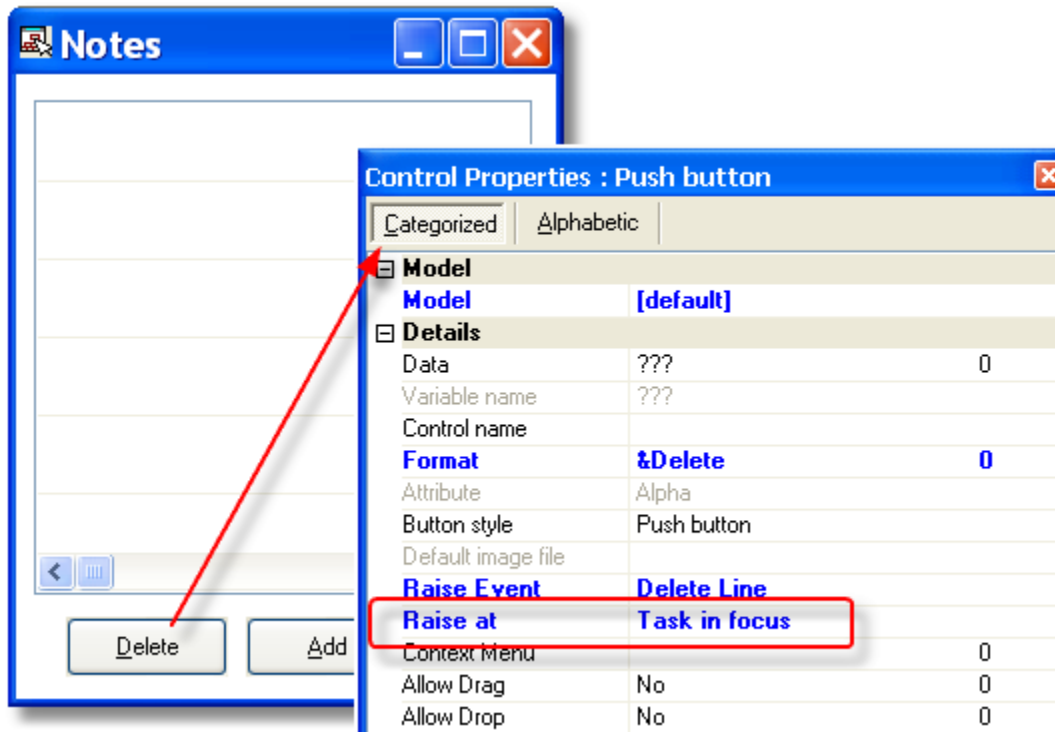 Notes
Control Properties : Push button
Categorized Alphabetic
Model
Model [default]
Details
Data ??? 0
Variable name ???
Control name
Format &Delete 0
Attribute Alpha
Button style Push button
Default image file
Raise Event Delete Line
Raise at Task in focus
Context Menu 0
Allow Drag No 0
Allow Drop No 0
Delete Add